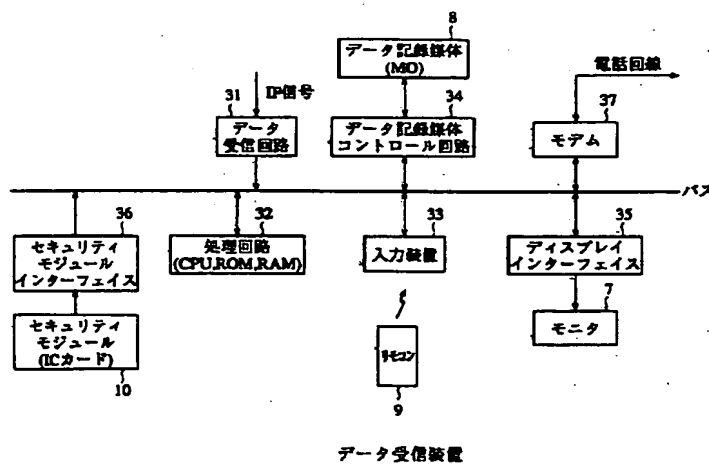 8
データ記録媒体
(MO)
電話回線
IP信号
31
34
37
データ
受信回路
データ記録媒体
コントロール回路
モデム
バス
36
32
33
35
セキュリティ
モジュール
インターフェイス
処理回路
(CPU,ROM,RAM)
入力装置
ディスプレイ
インターフェイス
7
セキュリティ
モジュール
(ICカード)
モニタ
リモコン
10
9
データ受信装置